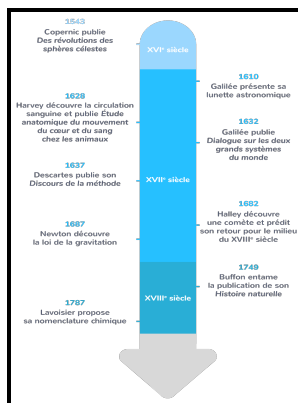 1543
Copernic publie
Des révolutions des
sphères célestes
XVIᵉ siècle
1610
Galilée présente sa
lunette astronomique
1628
Harvey découvre la circulation
sanguine et publie Étude
anatomique du mouvement
du cœur et du sang
chez les animaux
1632
Galilée publie
Dialogue sur les deux
grands systèmes
du monde
1637
Descartes publie son
Discours de la méthode
XVIIᵉ siècle
1682
Halley découvre
une comète et prédit
son retour pour le milieu
du XVIIIᵉ siècle
1687
Newton découvre
la loi de la gravitation
1749
Buffon entame
la publication de son
Histoire naturelle
XVIIIᵉ siècle
1787
Lavoisier propose
sa nomenclature chimique